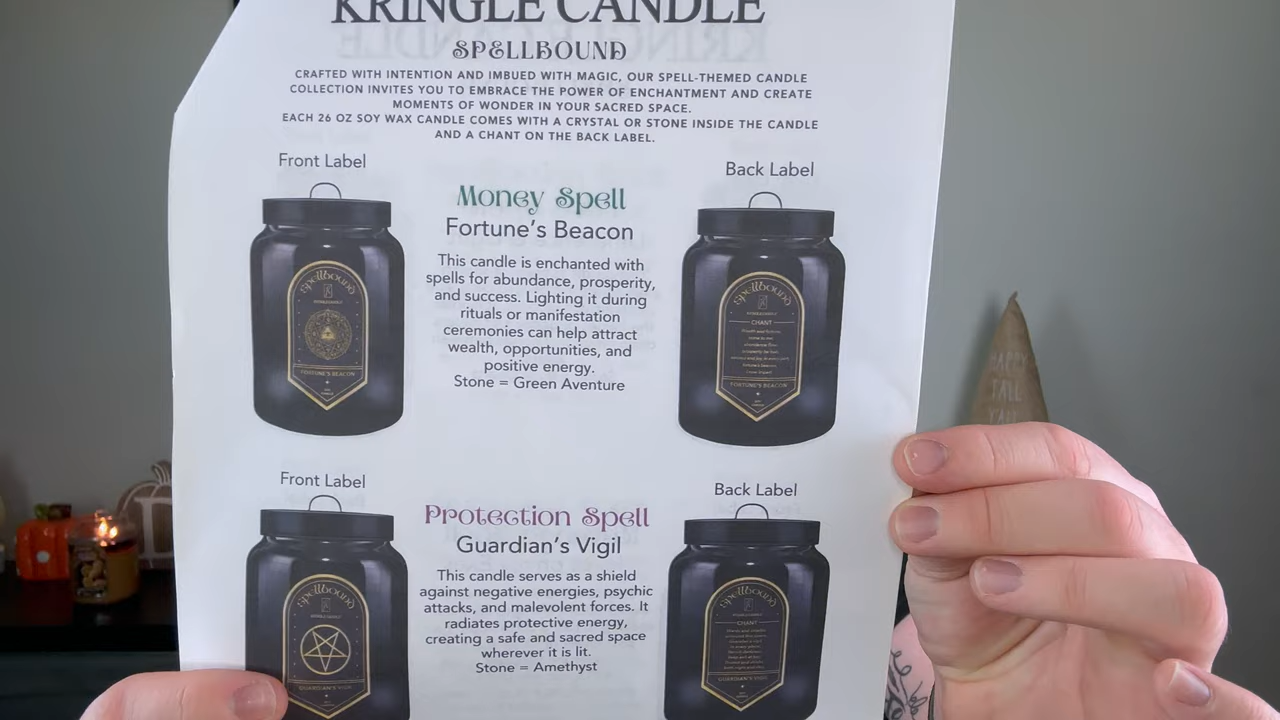 KRINGLE CANDLE
SPELLBOUND
CRAFTED WITH INTENTION AND IMBUED WITH MAGIC, OUR SPELL-THEMED CANDLE
COLLECTION INVITES YOU TO EMBRACE THE POWER OF ENCHANTMENT AND CREATE
MOMENTS OF WONDER IN YOUR SACRED SPACE.
EACH 26 OZ SOY WAX CANDLE COMES WITH A CRYSTAL OR STONE INSIDE THE CANDLE
AND A CHANT ON THE BACK LABEL.
Front Label
Back Label
Money Spell
Fortune's Beacon
This candle is enchanted with
spells for abundance, prosperity,
and success. Lighting it during
rituals or manifestation
ceremonies can help attract
wealth, opportunities, and
positive energy.
Stone = Green Aventure
Spellbound
FORTUNE'S BEACON
Spellbound
CHANT
FORTUNE'S BEACON
Front Label
Back Label
Protection Spell
Guardian's Vigil
This candle serves as a shield
against negative energies, psychic
attacks, and malevolent forces. It
radiates protective energy,
creating a safe and sacred space
wherever it is lit.
Stone = Amethyst
Spellbound
GUARDIAN'S VIGIL
Spellbound
CHANT
GUARDIAN'S VIGIL
HAPPY
FALL
Y'ALL